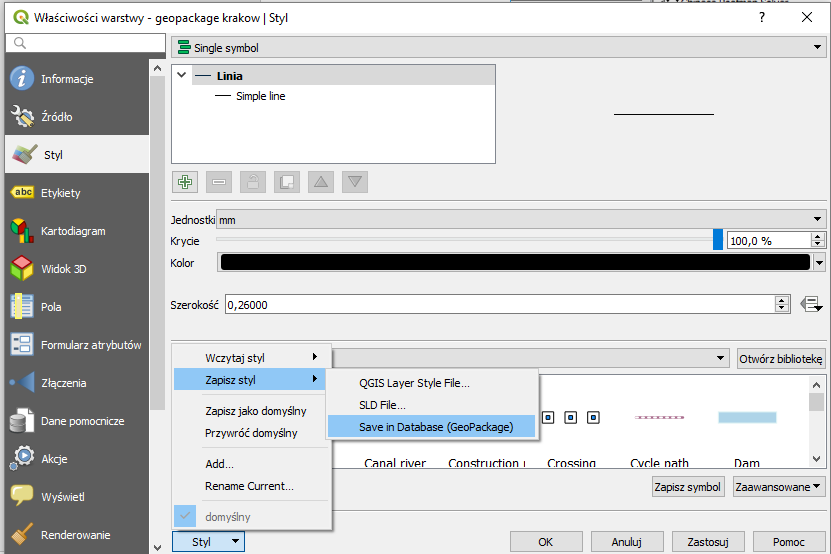 Właściwości warstwy - geopackage krakow | Styl
?
Informacje
Źródło
Styl
abc Etykiety
Kartodiagram
Widok 3D
Pola
Formularz atrybutów
Złączenia
Dane pomocnicze
Akcje
Wyświetl
Renderowanie
Single symbol
Linia
Simple line
Jednostki mm
Krycie 100,0 %
Kolor
Szerokość 0,26000
Otwórz bibliotekę
Wczytaj styl
Zapisz styl
Zapisz jako domyślny
Przywróć domyślny
Add...
Rename Current...
domyślny
QGIS Layer Style File...
SLD File...
Save in Database (GeoPackage)
Canal river Construction Crossing Cycle path Dam
Zapisz symbol Zaawansowane
Styl OK Anuluj Zastosuj Pomoc